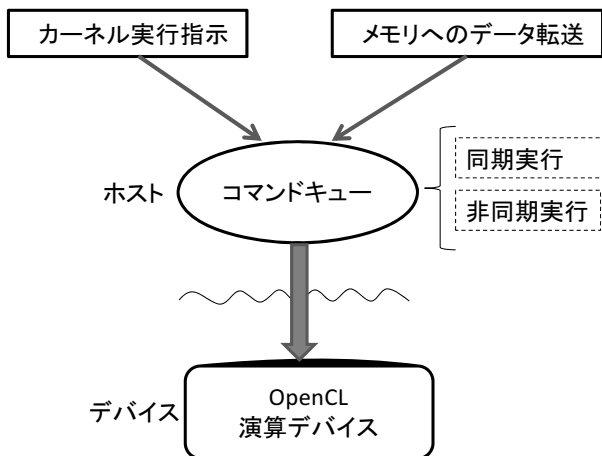 カーネル実行指示
メモリへのデータ転送
ホスト
コマンドキュー
同期実行
非同期実行
デバイス
OpenCL
演算デバイス